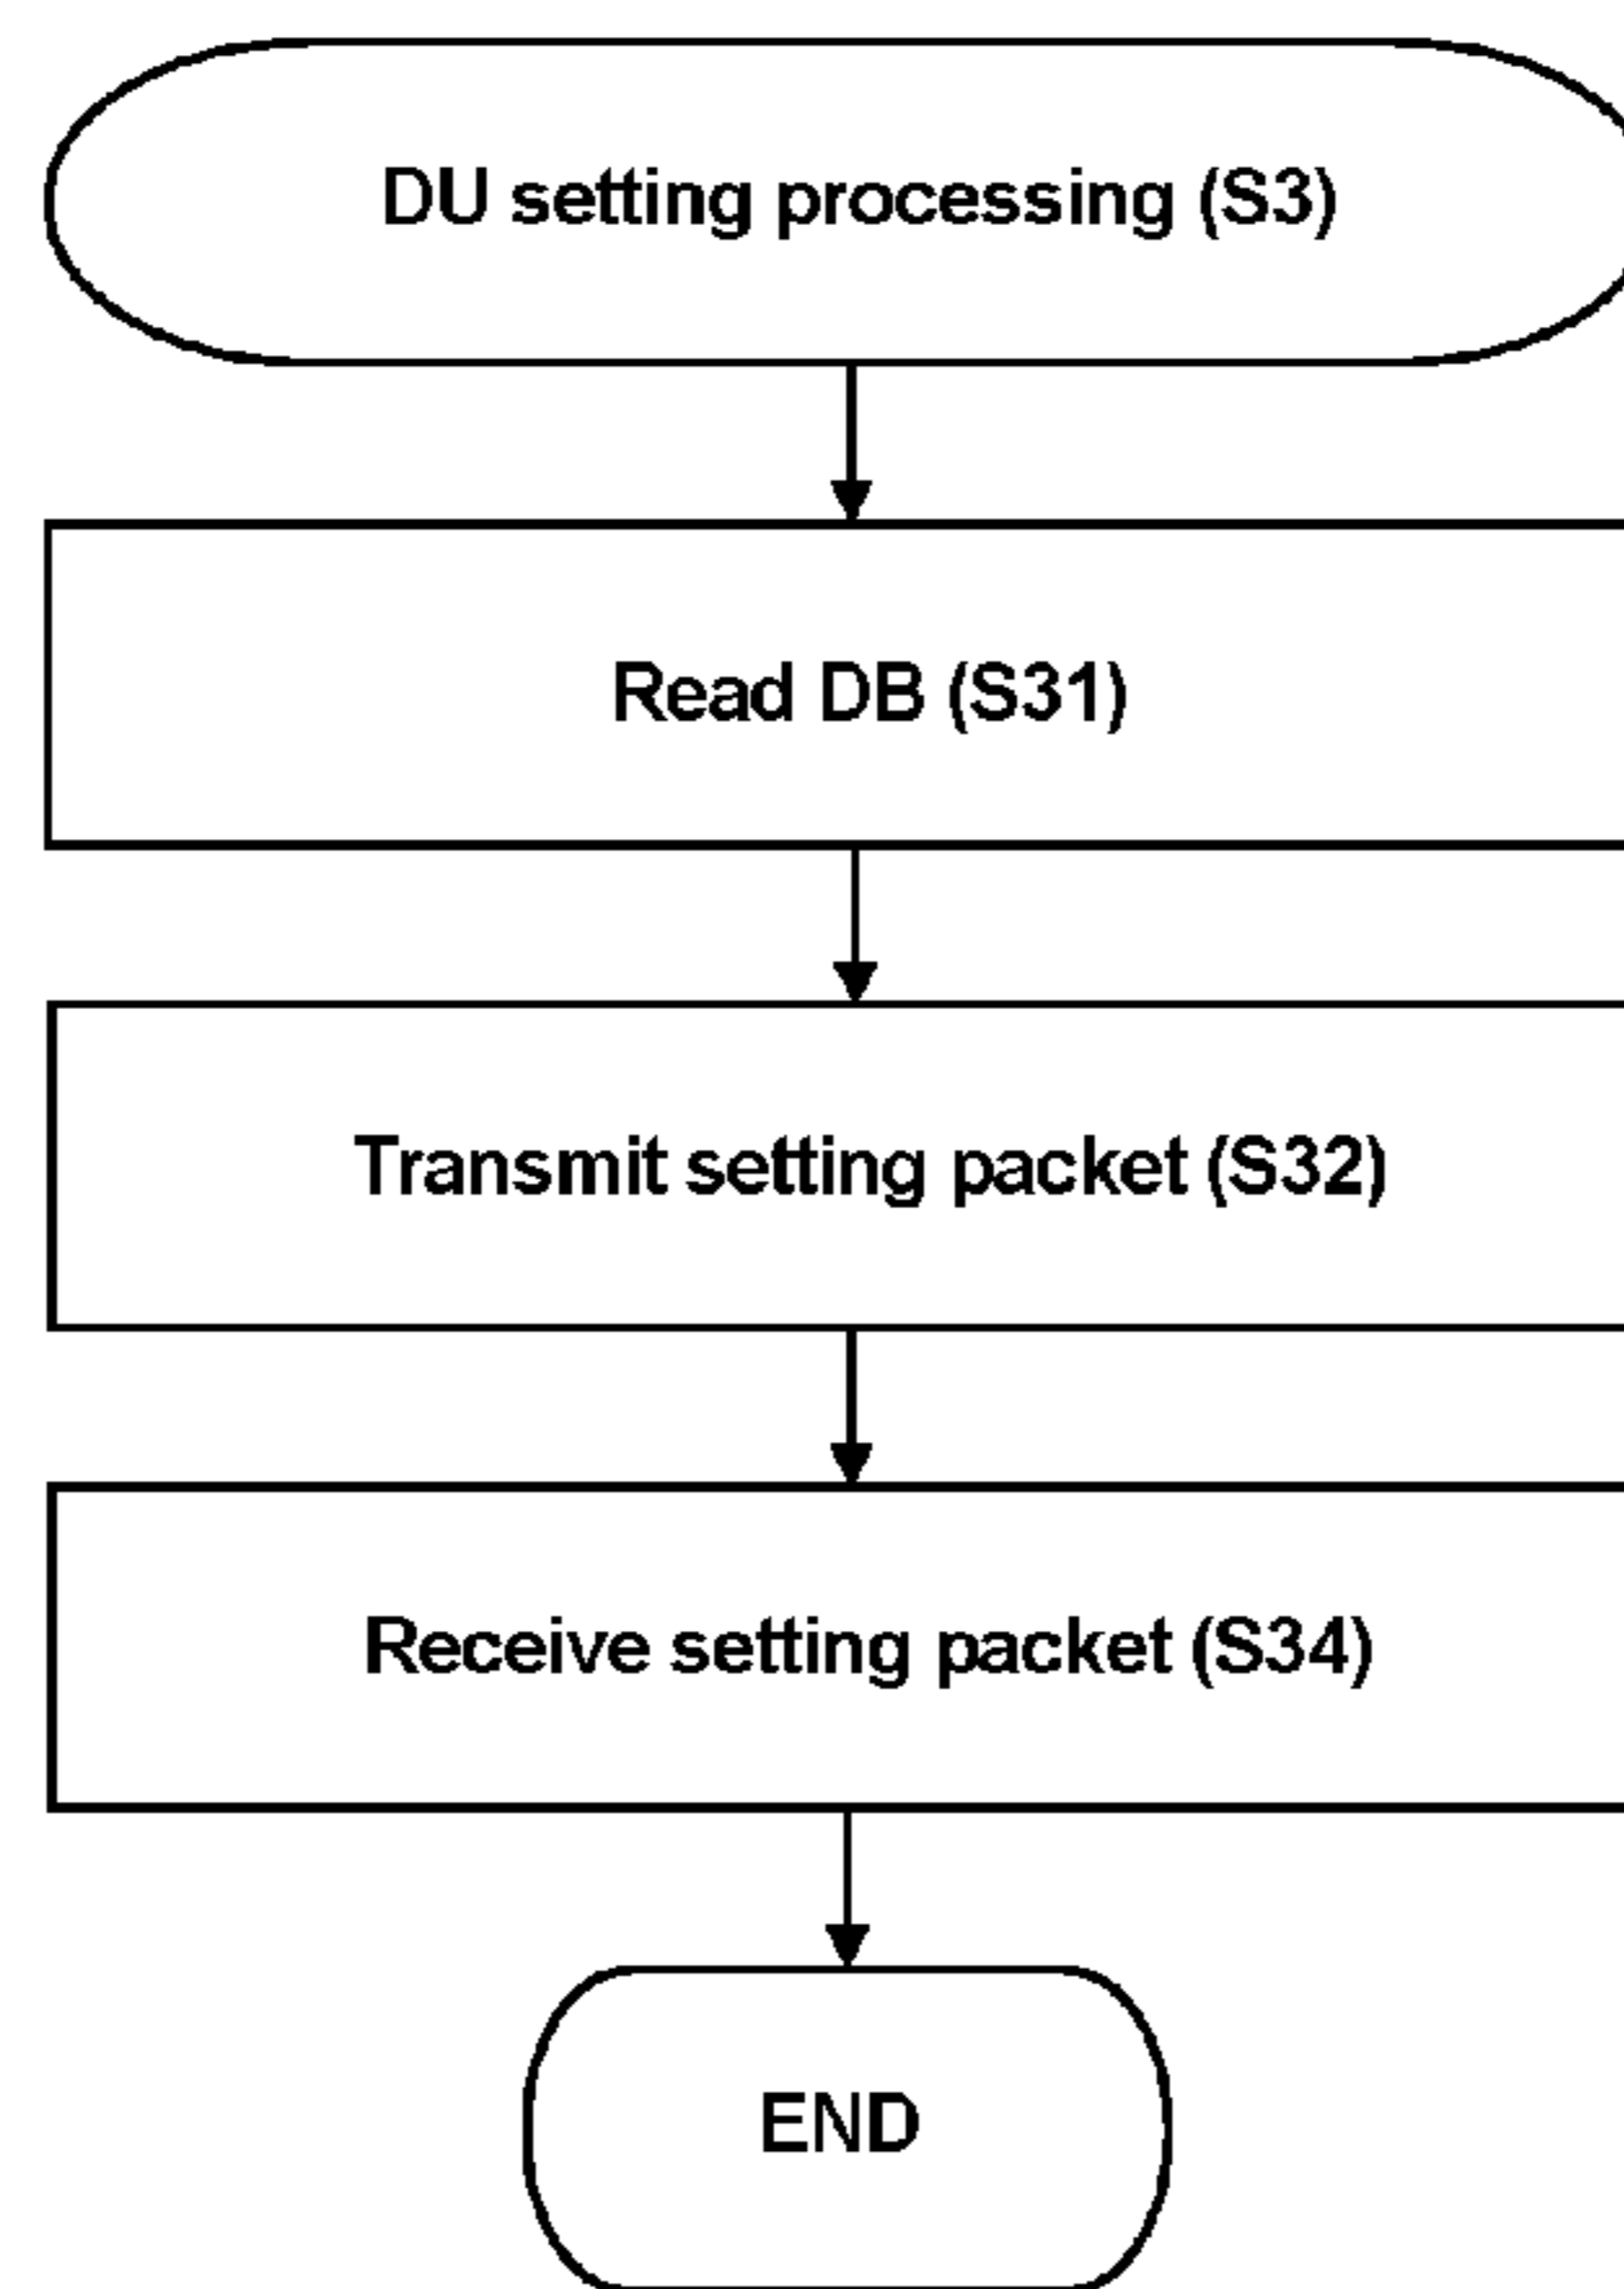 DU setting processing (S3)
Read DB (S31)
Transmit setting packet (S32)
Receive setting packet (S34)
END